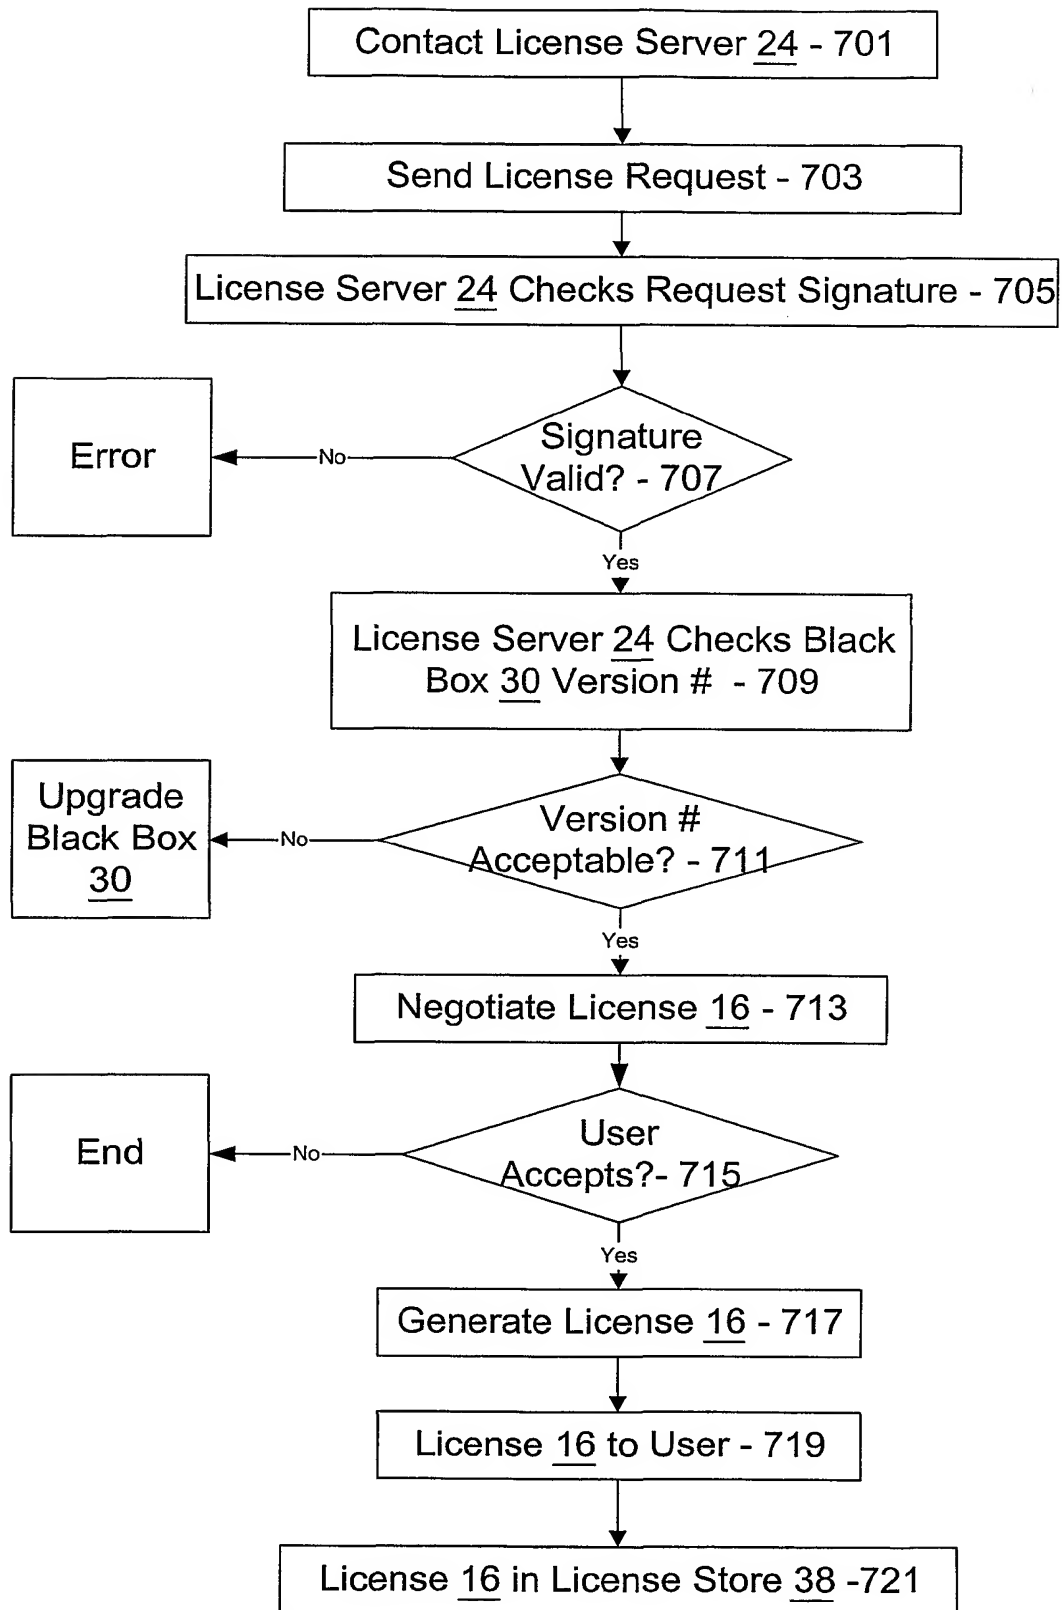 Contact License Server 24 - 701
Send License Request - 703
License Server 24 Checks Request Signature - 705
Signature
Valid? - 707
No
Error
Yes
License Server 24 Checks Black
Box 30 Version # - 709
Version #
Acceptable? - 711
No
Upgrade
Black Box
30
Yes
Negotiate License 16 - 713
User
Accepts?- 715
No
End
Yes
Generate License 16 - 717
License 16 to User - 719
License 16 in License Store 38 -721